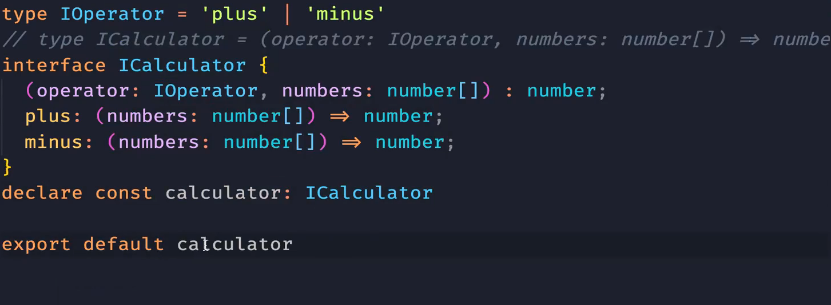 type IOperator = 'plus' | 'minus'
// type ICalculator = (operator: IOperator, numbers: number[]) => numbe
interface ICalculator {
(operator: IOperator, numbers: number[]) : number;
plus: (numbers: number[]) => number;
minus: (numbers: number[]) => number;
}
declare const calculator: ICalculator
export default calculator